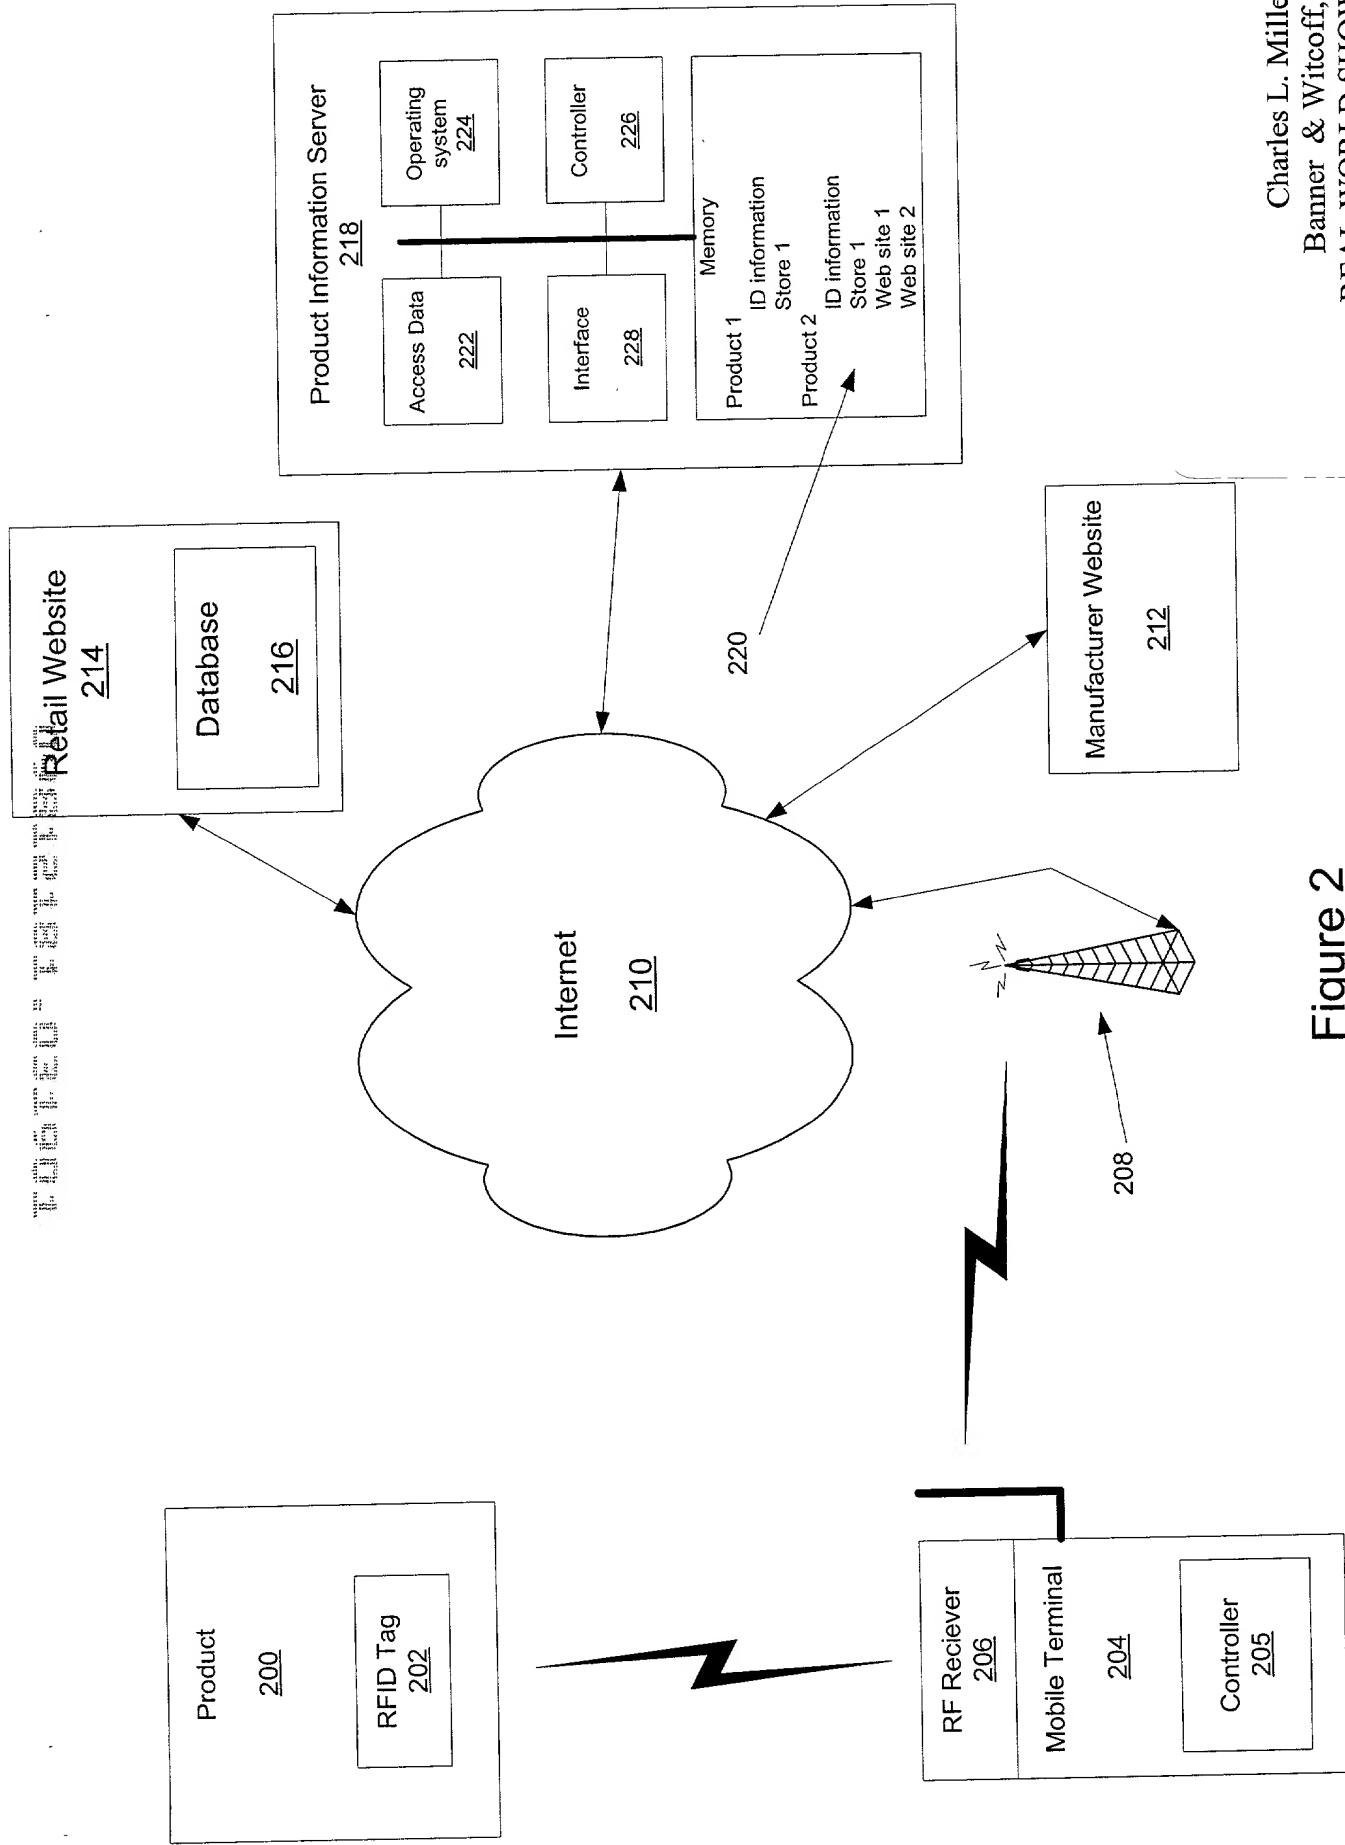 Charles L. Mille
Banner & Witcoff,
REAL WORLD SHOW
Product
200
RFID Tag
202
RF Reciever
206
Mobile Terminal
204
Controller
205
208
Internet
210
Retail Website
214
Database
216
Product Information Server
218
Access Data
222
Operating
system
224
Interface
228
Controller
226
Memory
Product 1
ID information
Store 1
Product 2
ID information
Store 1
Web site 1
Web site 2
220
Manufacturer Website
212
Figure 2